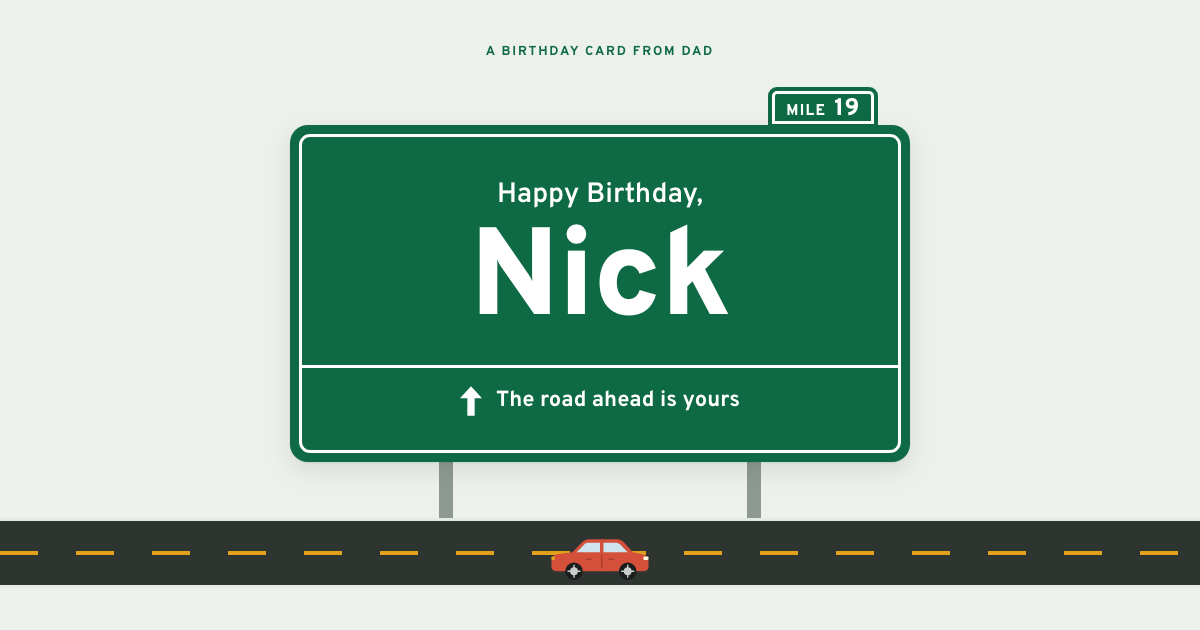 A BIRTHDAY CARD FROM DAD
MILE 19
Happy Birthday,
Nick
The road ahead is yours